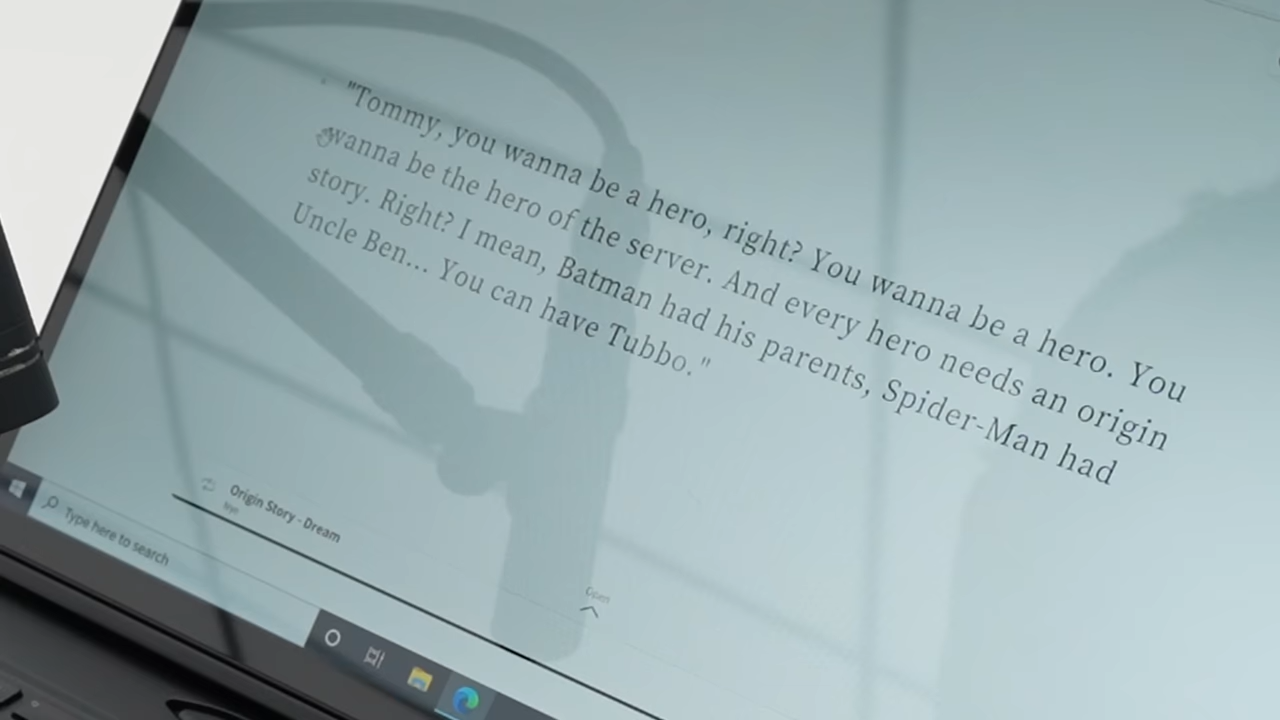 "Tommy, you wanna be a hero, right? You wanna be a hero. You
wanna be the hero of the server. And every hero needs an origin
story. Right? I mean, Batman had his parents, Spider-Man had
Uncle Ben... You can have Tubbo."
Origin Story - Dream
Open
Type here to search